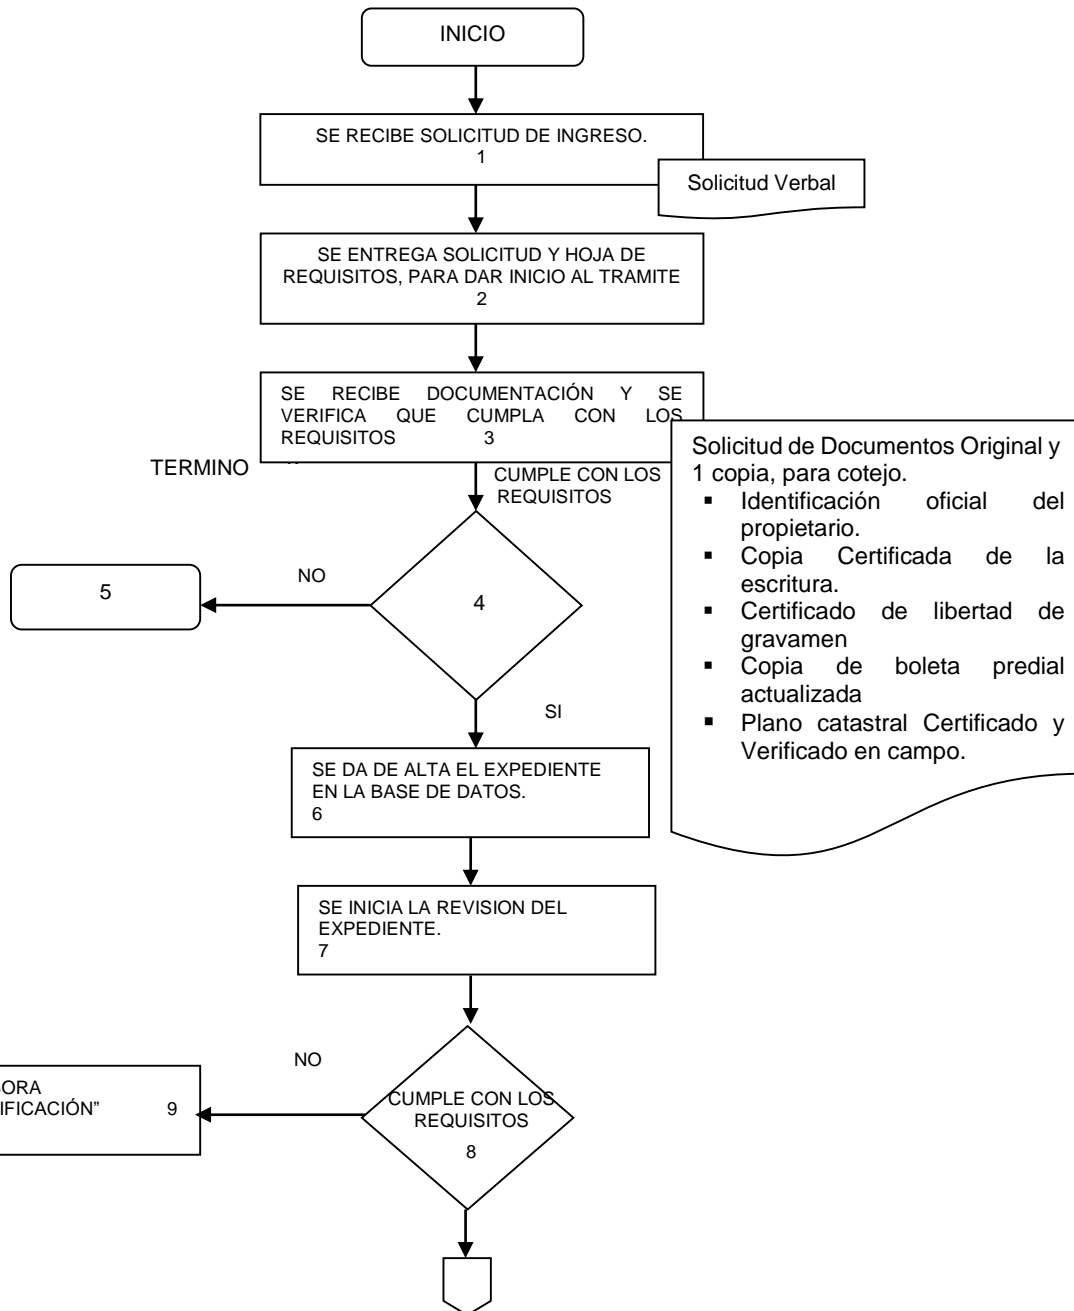 INICIO
SE RECIBE SOLICITUD DE INGRESO.
1
Solicitud Verbal
SE ENTREGA SOLICITUD Y HOJA DE
REQUISITOS, PARA DAR INICIO AL TRAMITE
2
SE RECIBE DOCUMENTACIÓN Y SE
VERIFICA QUE CUMPLA CON LOS
REQUISITOS 3
Solicitud de Documentos Original y
1 copia, para cotejo.
▪ Identificación oficial del
propietario.
▪ Copia Certificada de la
escritura.
▪ Certificado de libertad de
gravamen
▪ Copia de boleta predial
actualizada
▪ Plano catastral Certificado y
Verificado en campo.
TERMINO
CUMPLE CON LOS
REQUISITOS
NO
5
4
SI
SE DA DE ALTA EL EXPEDIENTE
EN LA BASE DE DATOS.
6
SE INICIA LA REVISION DEL
EXPEDIENTE.
7
NO
CUMPLE CON LOS
REQUISITOS
8
IFICACIÓN” 9